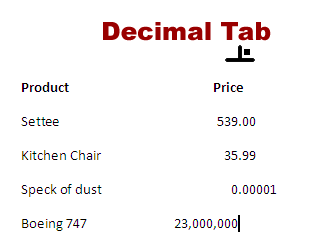 Decimal Tab
Product Price
Settee 539.00
Kitchen Chair 35.99
Speck of dust 0.00001
Boeing 747 23,000,000